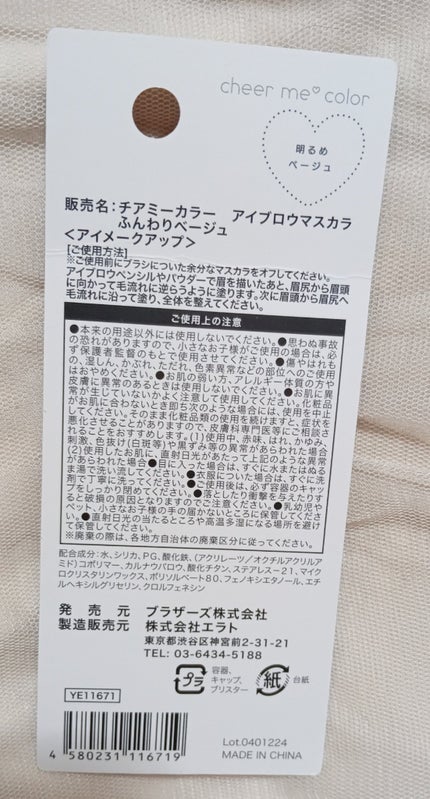 cheer me♡color
明るめ
ベージュ
販売名:チアミーカラー　アイブロウマスカラ
ふんわりベージュ
＜アイメークアップ＞
[ご使用方法]
※ご使用前にブラシについた余分なマスカラをオフしてください。
アイブロウペンシルやパウダーで眉を描いたあと、眉尻から眉頭
に向かって毛流れに逆らうように塗ります。次に眉頭から眉尻へ
毛流れに沿って塗り、全体を整えてください。
ご使用上の注意
●本来の用途以外には使用しないでください。●思わぬ事故
の恐れがありますので、小さなお子様がご使用の場合は、必
ず保護者監督のもとで使用させてください。●傷やはれも
の、湿しん、かぶれ、ただれ、色素異常などの部位へのご使用
はおやめください。●お肌の弱い方、アレルギー体質の方や
皮膚に異常のあるときは使用しないでください。●お肌に異
常が生じていないかよく注意して使用してください。化粧品
がお肌に合わないとき即ち次のような場合には、使用を中止
してください。そのまま化粧品類の使用を続けますと、症状を
悪化させることがありますので、皮膚科専門医等にご相談さ
れることをおすすめします。(1)使用中、赤味、はれ、かゆみ、
刺激、色抜け(白斑等)や黒ずみ等の異常があらわれた場合
(2)使用したお肌に、直射日光があたって上記のような異常
があらわれた場合●目に入った場合は、すぐに水またはぬる
ま湯で洗い流してください。●衣服についた場合は、すぐに洗
剤で丁寧に洗ってください。●ご使用後は、必ず容器のキャッ
プをしっかり閉めてください。●落としたり衝撃を与えたりす
ると破損の原因となりますのでご注意ください。●乳幼児や
ペット、小さなお子様の手の届かないところに保管してくださ
い。●直射日光の当たるところや高温多湿になる場所を避け
て保管してください。
※廃棄の際は、各地方自治体の廃棄区分に従ってください。
配合成分:水、シリカ、PG、酸化鉄、(アクリレーツ/オクチルアクリルア
ミド)コポリマー、カルナウバロウ、酸化チタン、ステアレス-21、マイク
ロクリスタリンワックス、ポリソルベート80、フェノキシエタノール、エチ
ルヘキシルグリセリン、クロルフェネシン
発売元　ブラザーズ株式会社
製造販売元　株式会社エラト
東京都渋谷区神宮前2-31-21
TEL: 03-6434-5188
プラ
容器、
キャップ、
ブリスター
紙
台紙
YE11671
4 580231 116719
Lot.0401224
MADE IN CHINA